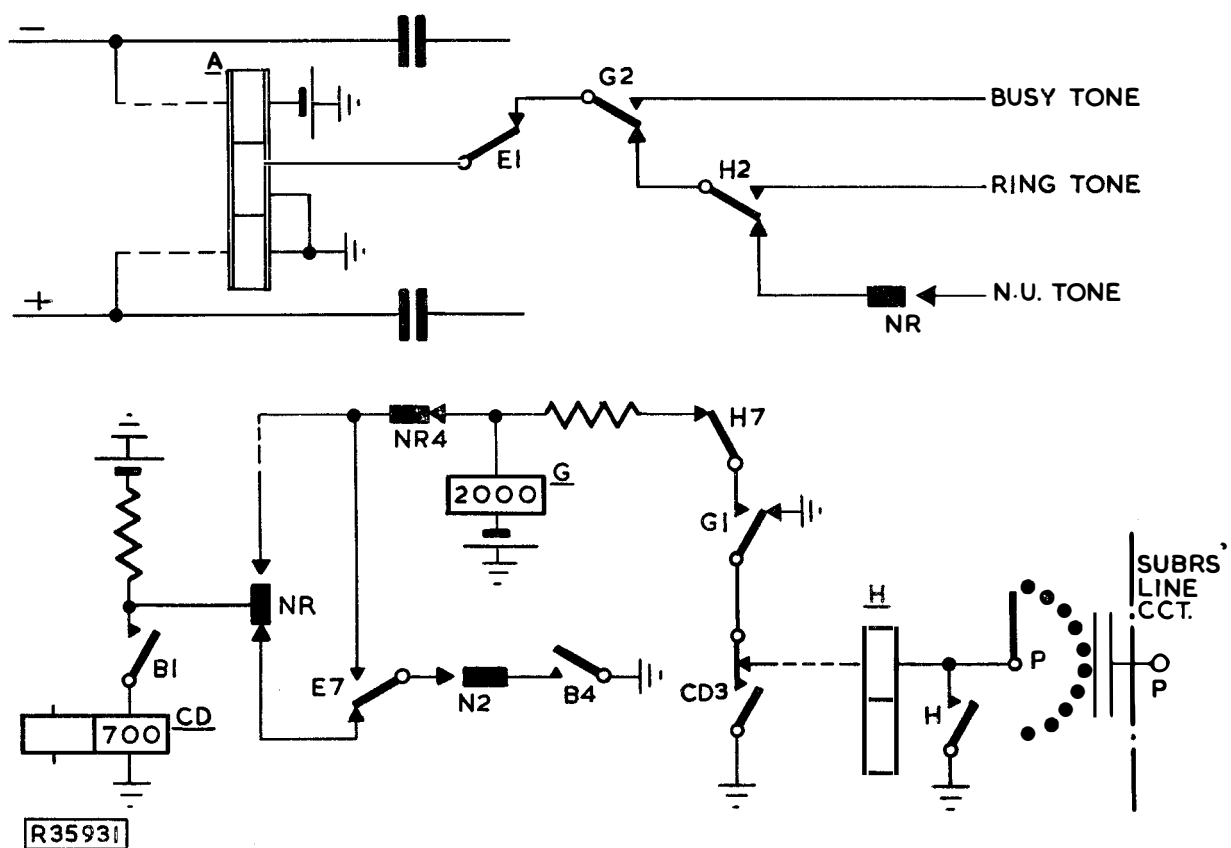 −
A
G2
BUSY TONE
E1
H2
RING TONE
+
N.U. TONE
NR
NR4
H7
2000
G
G1
SUBRS'
LINE
CCT.
NR
H
B1
E7
N2
B4
CD3
H
P
P
700
CD
R35931